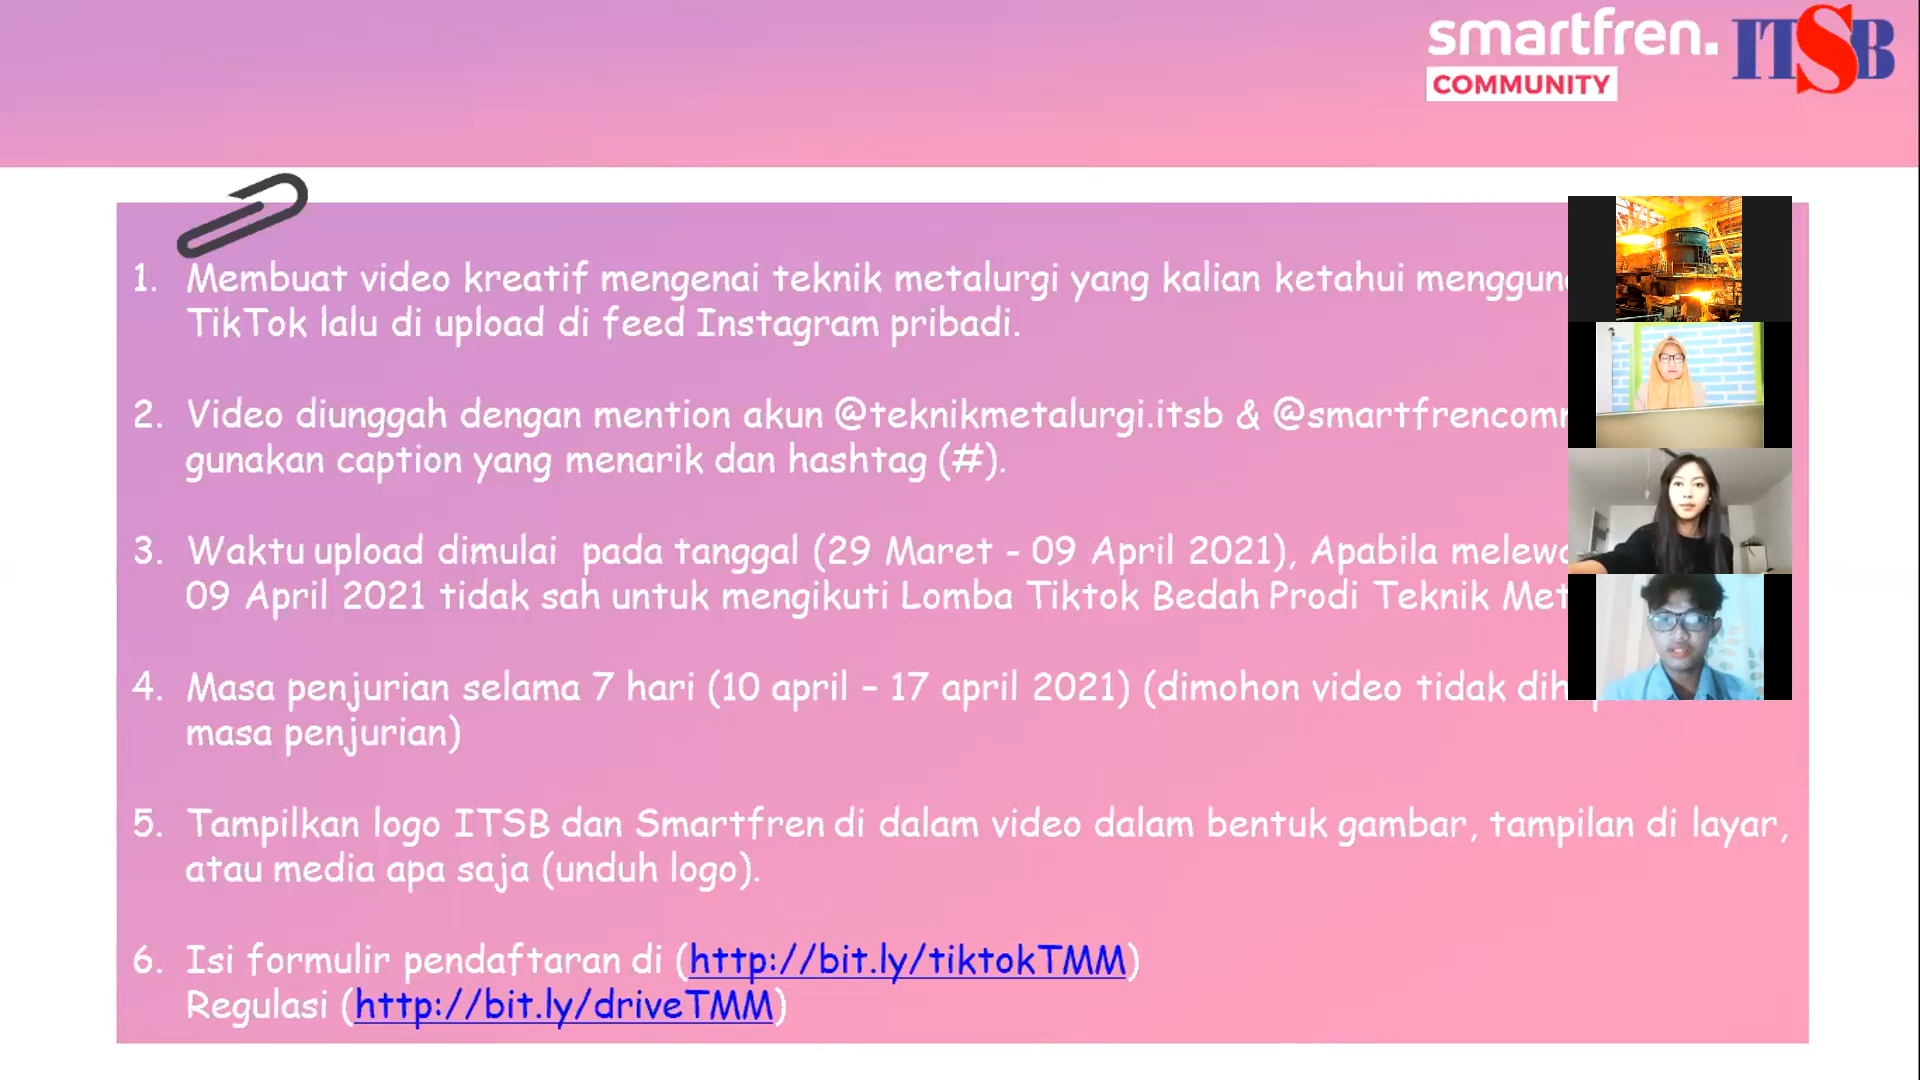 smartfren.
COMMUNITY
ITSB
1. Membuat video kreatif mengenai teknik metalurgi yang kalian ketahui
TikTok lalu di upload di feed Instagram pribadi.
2. Video diunggah dengan mention akun @teknikmetalurgi.itsb &
gunakan caption yang menarik dan hashtag (#).
3. Waktu upload dimulai pada tanggal (29 Maret - 09 April 2021), Apabila
09 April 2021 tidak sah untuk mengikuti Lomba Tiktok Bedah Prodi Teknik
4. Masa penjurian selama 7 hari (10 april – 17 april 2021) (dimohon video tidak
masa penjurian)
5. Tampilkan logo ITSB dan Smartfren di dalam video dalam bentuk gambar, tampilan di layar,
atau media apa saja (unduh logo).
6. Isi formulir pendaftaran di (http://bit.ly/tiktokTMM)
Regulasi (http://bit.ly/driveTMM)